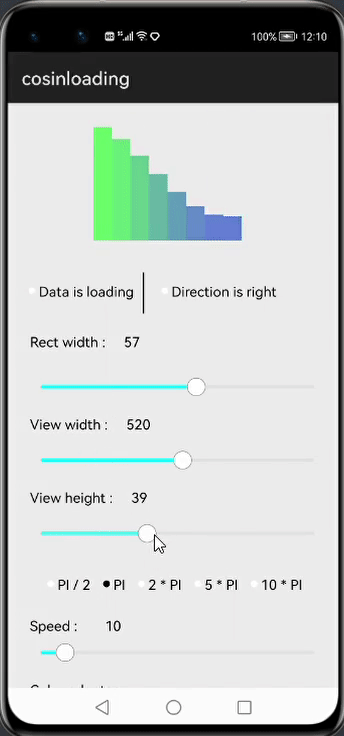 100% 12:10
cosinloading
Data is loading Direction is right
Rect width : 57
View width : 520
View height : 39
PI / 2 PI 2 * PI 5 * PI 10 * PI
Speed : 10